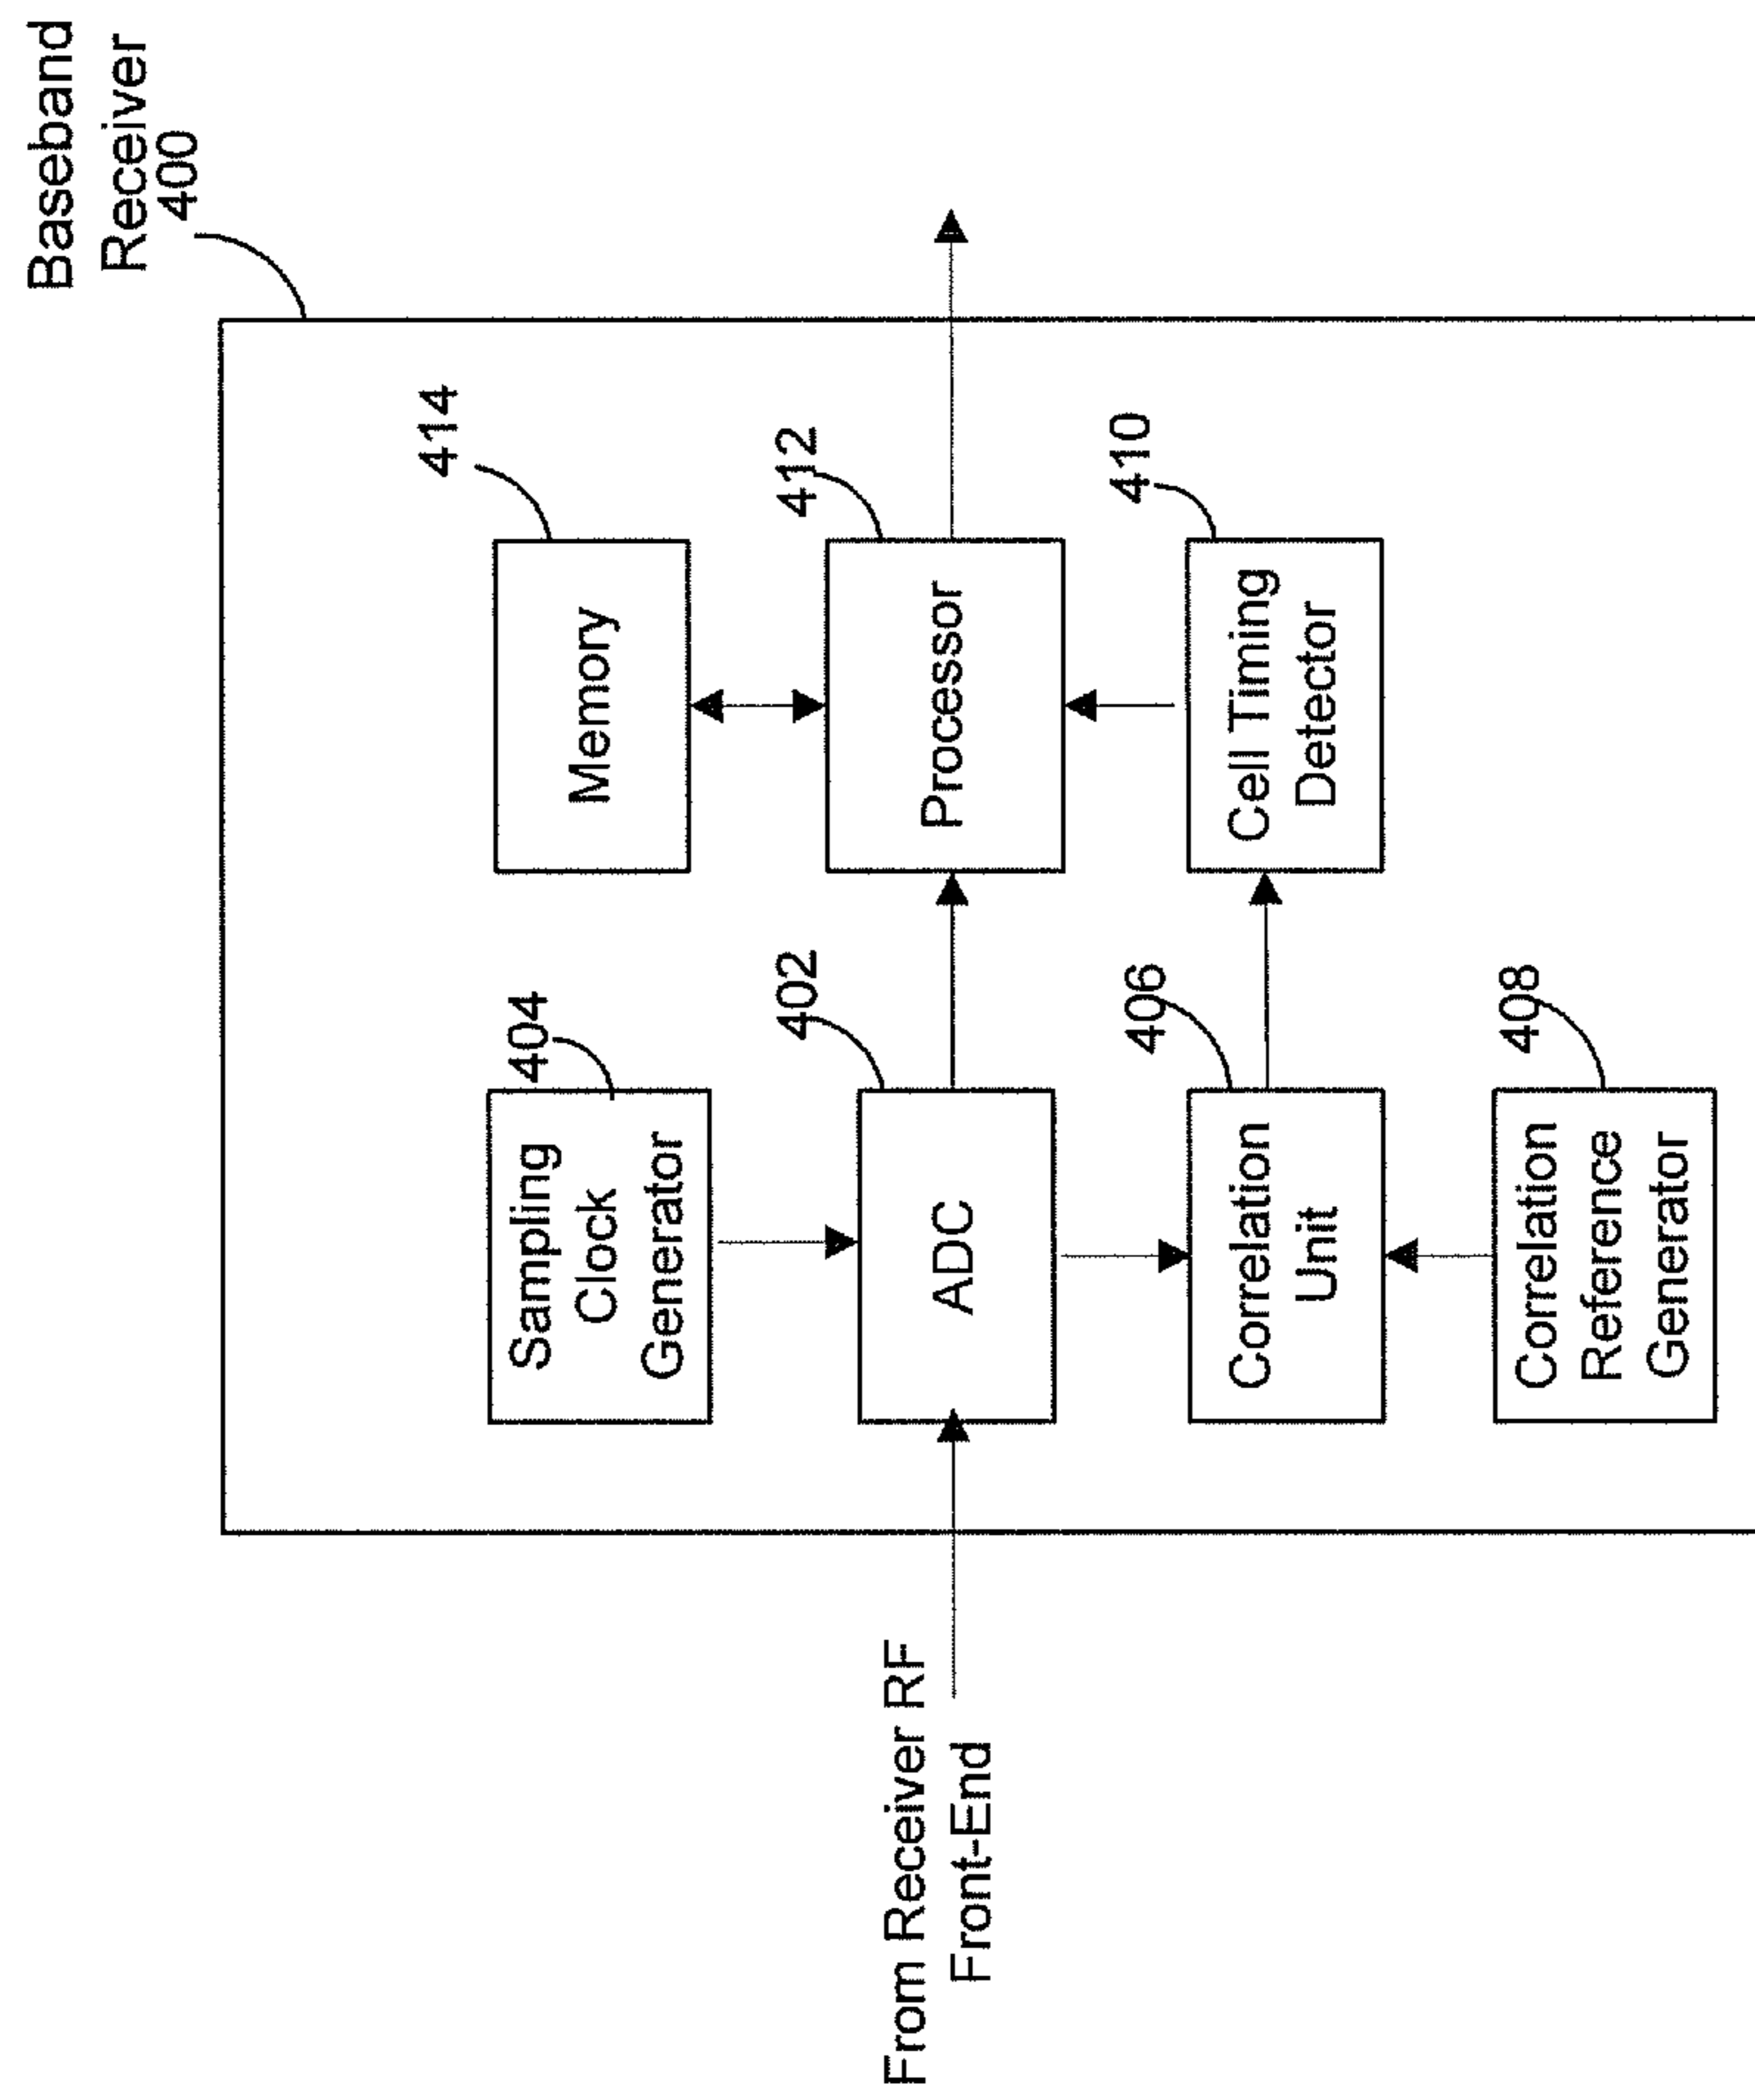 Baseband
Receiver
400
414
Memory
412
Processor
410
Cell Timing
Detector
404
Sampling
Clock
Generator
402
ADC
406
Correlation
Unit
408
Correlation
Reference
Generator
From Receiver RF
Front-End